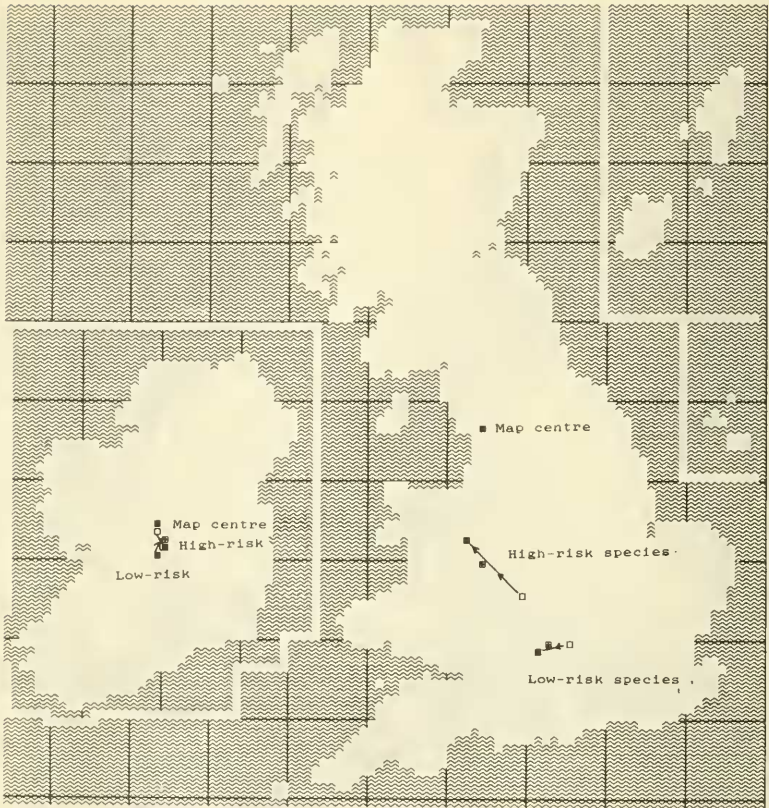 Map centre
Map centre
High-risk
High-risk species
Low-risk
Low-risk species